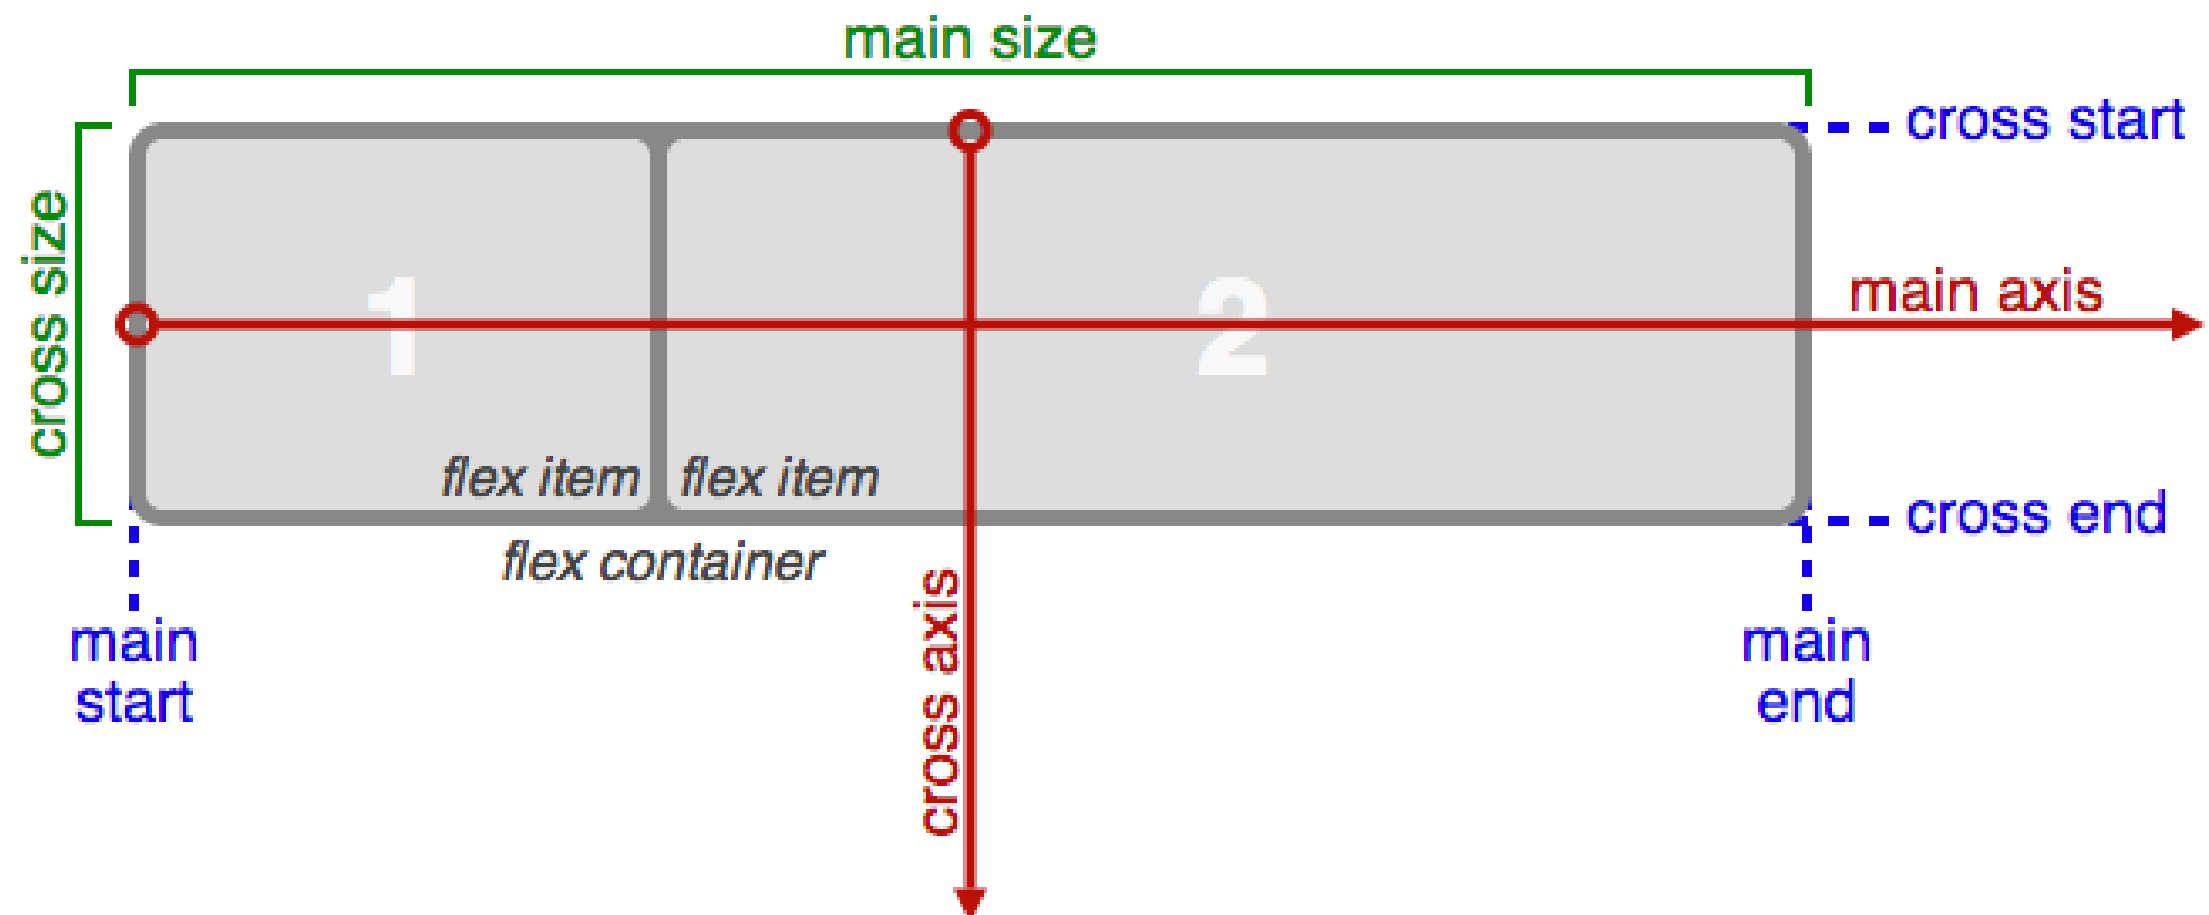 main size
cross start
cross size
main axis
1
2
flex item
flex item
cross end
flex container
cross axis
main
start
main
end